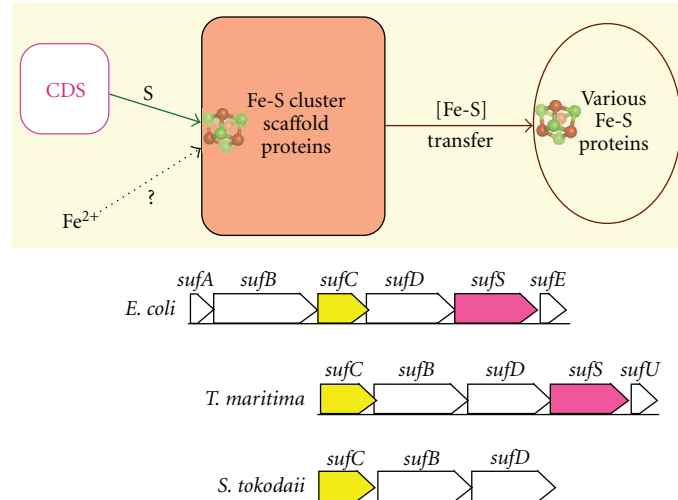 CDS
S
Fe-S cluster
scaffold
proteins
[Fe-S]
transfer
Various
Fe-S
proteins
?
Fe2+
sufA sufB sufC sufD sufS sufE
E. coli
sufC sufB sufD sufS sufU
T. maritima
sufC sufB sufD
S. tokodaii